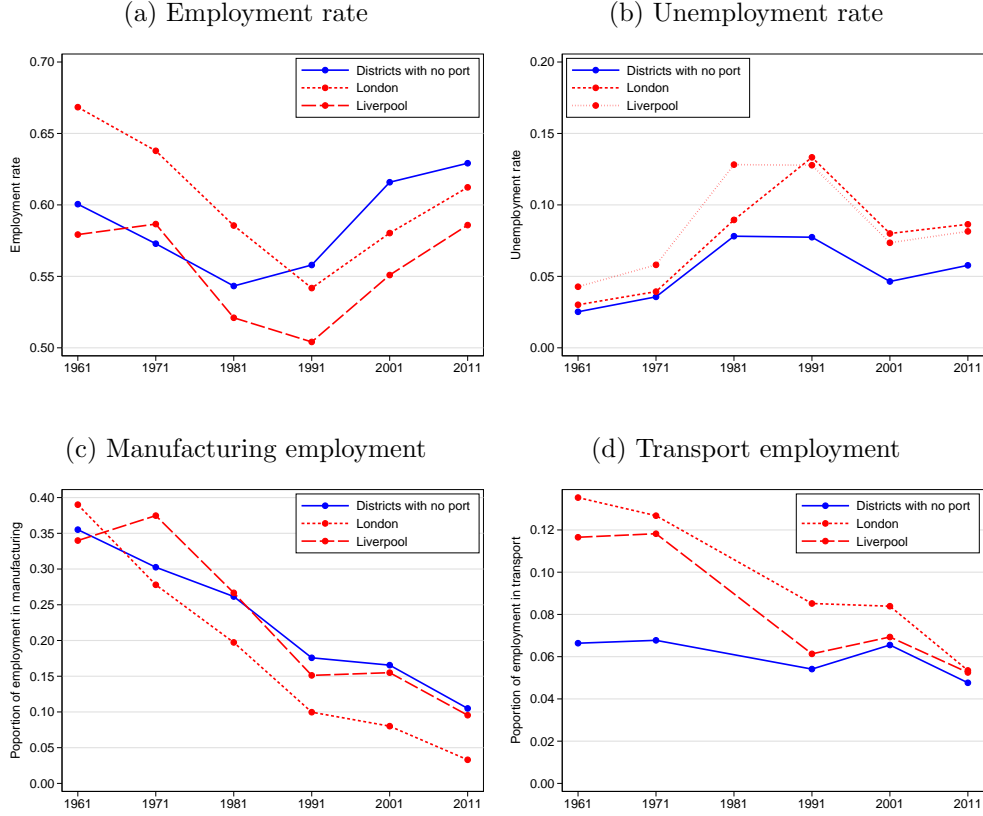 (a) Employment rate
0.70
0.65
0.60
0.55
0.50
Employment rate
Districts with no port
London
Liverpool
1961 1971 1981 1991 2001 2011
(b) Unemployment rate
0.20
0.15
0.10
0.05
0.00
Unemployment rate
Districts with no port
London
Liverpool
1961 1971 1981 1991 2001 2011
(c) Manufacturing employment
0.40
0.35
0.30
0.25
0.20
0.15
0.10
0.05
0.00
Poportion of employment in manufacturing
Districts with no port
London
Liverpool
1961 1971 1981 1991 2001 2011
(d) Transport employment
0.12
0.10
0.08
0.06
0.04
0.02
0.00
Poportion of employment in transport
Districts with no port
London
Liverpool
1961 1971 1981 1991 2001 2011